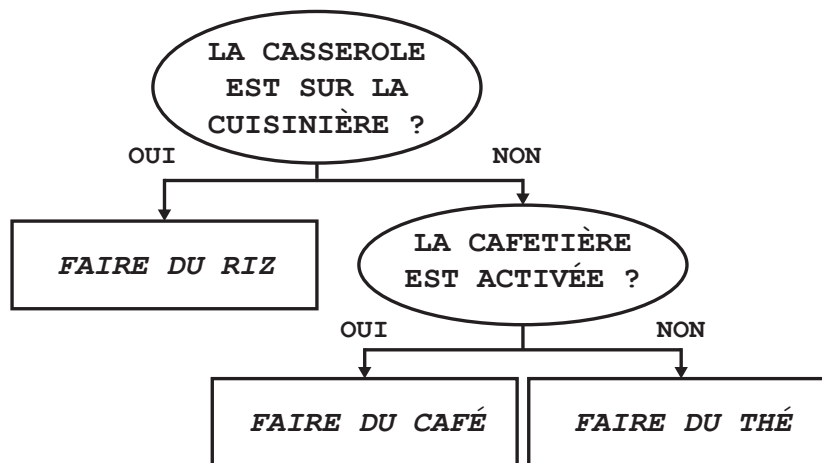 LA CASSEROLE
EST SUR LA
CUISINIÈRE ?
OUI
NON
FAIRE DU RIZ
LA CAFETIÈRE
EST ACTIVÉE ?
OUI
NON
FAIRE DU CAFÉ
FAIRE DU THÉ